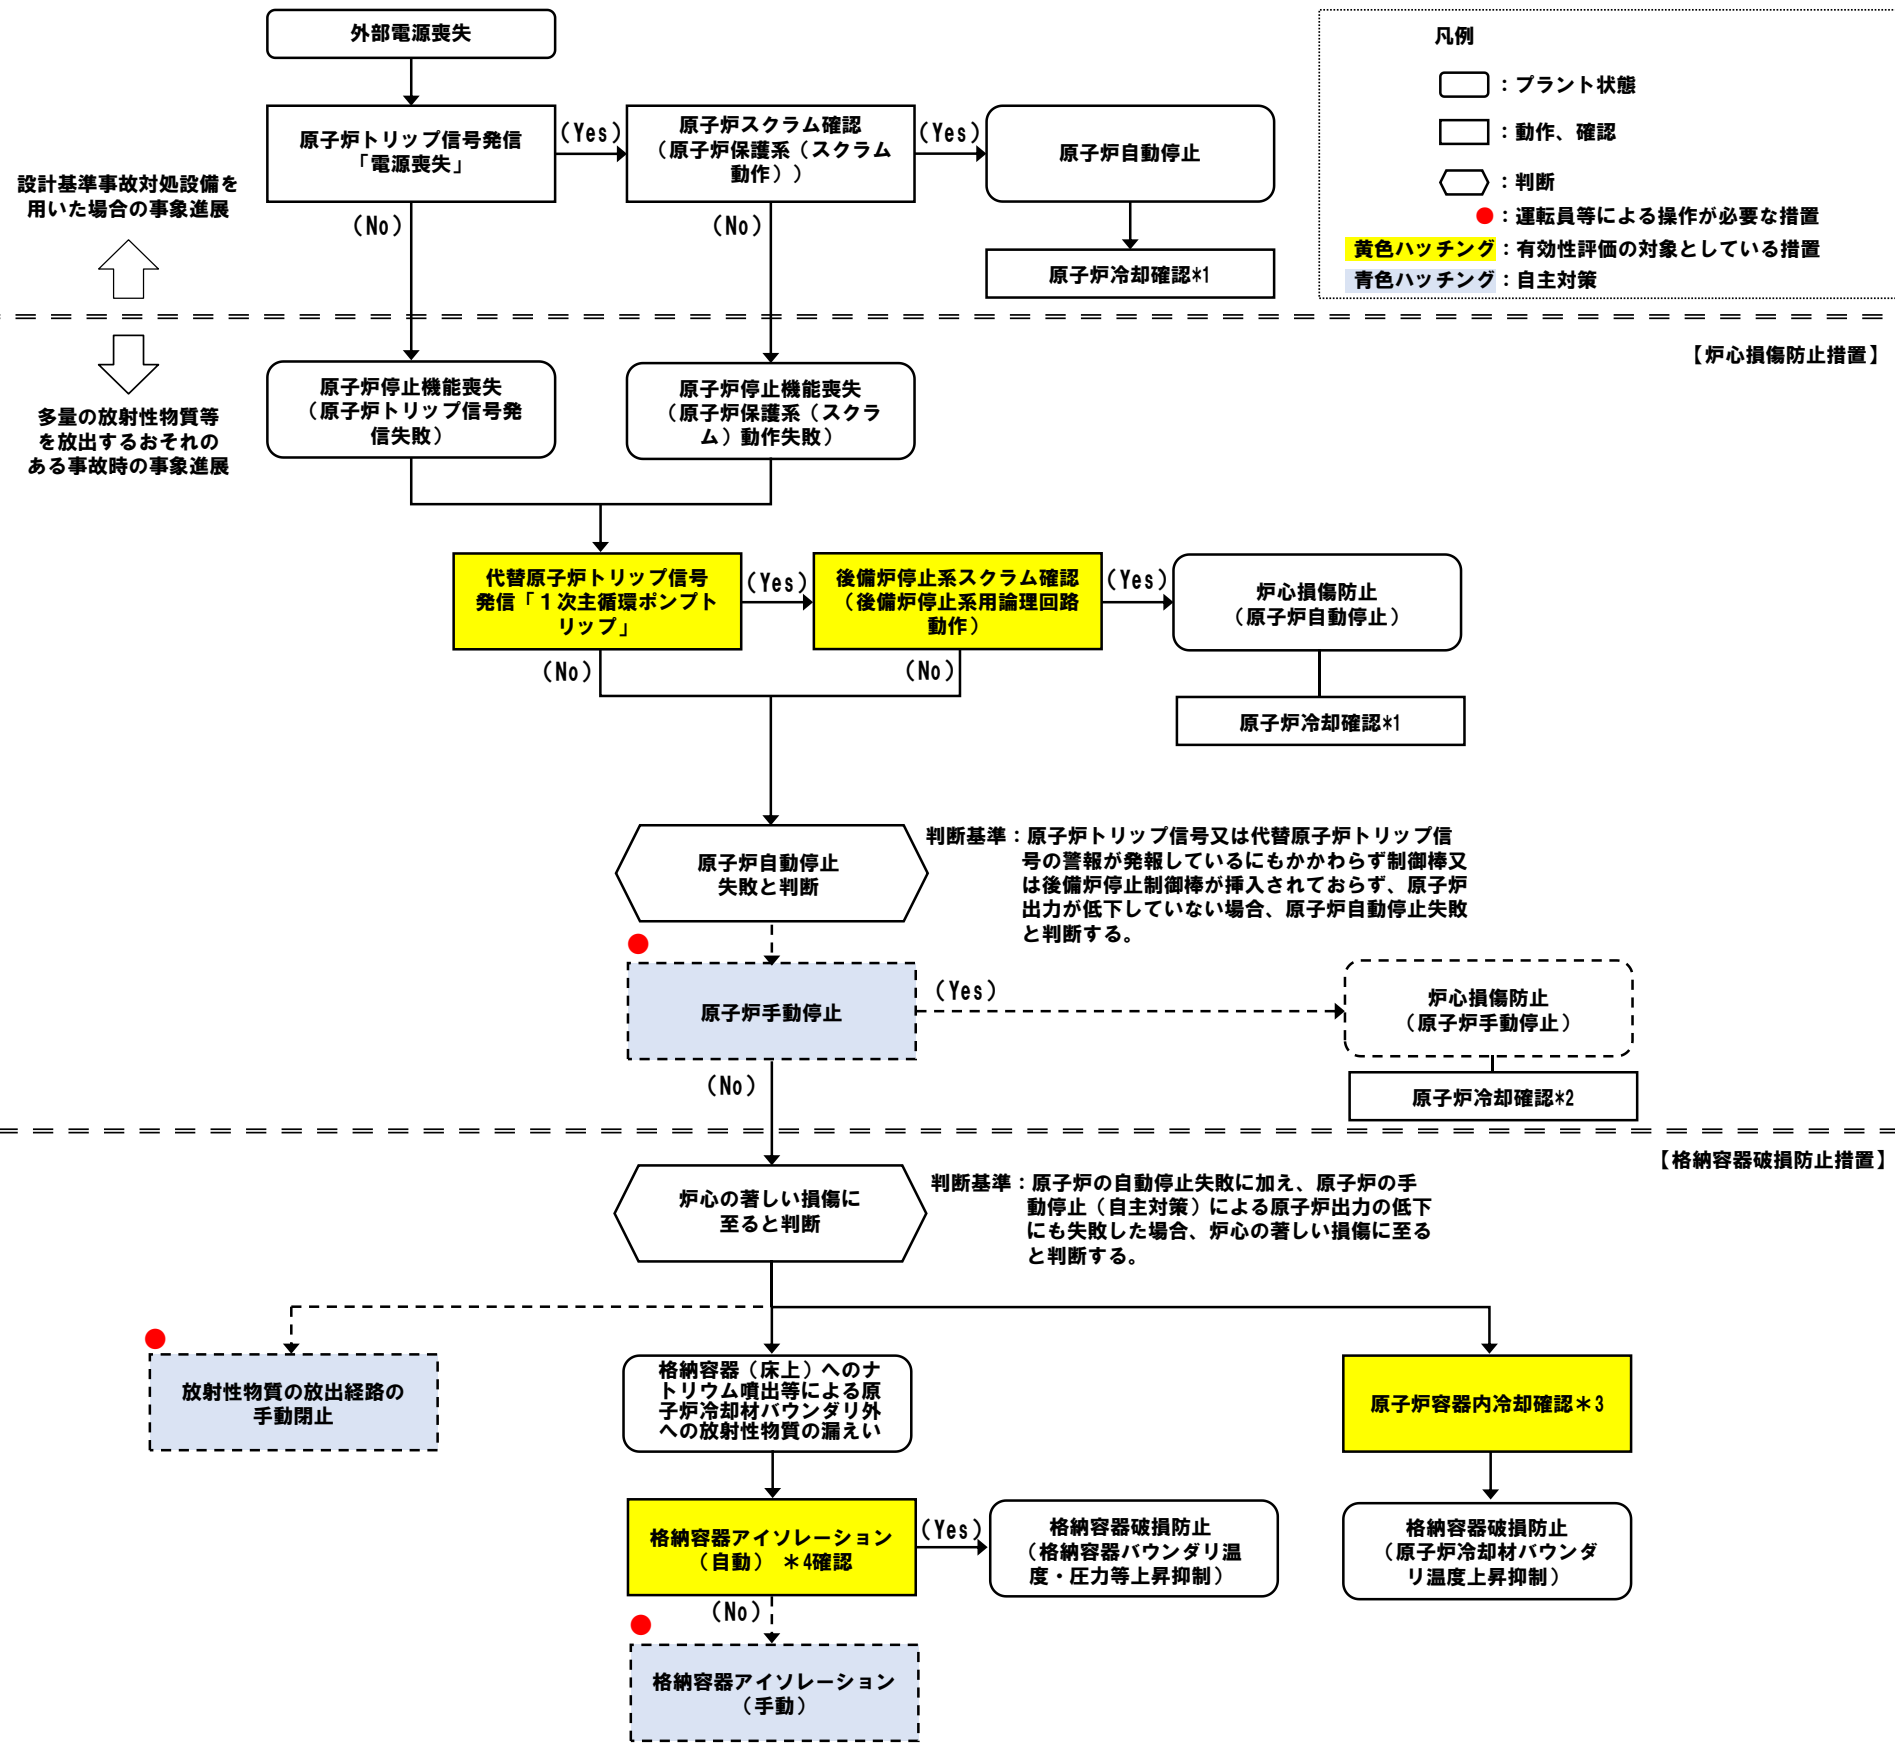 外部電源喪失
原子炉トリップ信号発信
「電源喪失」
(Yes)
原子炉スクラム確認
（原子炉保護系（スクラム
動作））
(Yes)
原子炉自動停止
(No)
(No)
原子炉冷却確認*1
凡例
：プラント状態
：動作、確認
：判断
：運転員等による操作が必要な措置
黄色ハッチング：有効性評価の対象としている措置
青色ハッチング：自主対策
設計基準事故対処設備を
用いた場合の事象進展
多量の放射性物質等
を放出するおそれの
ある事故時の事象進展
【炉心損傷防止措置】
原子炉停止機能喪失
（原子炉トリップ信号発
信失敗）
原子炉停止機能喪失
（原子炉保護系（スクラ
ム）動作失敗）
代替原子炉トリップ信号
発信「１次主循環ポンプト
リップ」
(Yes)
後備炉停止系スクラム確認
（後備炉停止系用論理回路
動作）
(Yes)
炉心損傷防止
（原子炉自動停止）
(No)
(No)
原子炉冷却確認*1
原子炉自動停止
失敗と判断
判断基準：原子炉トリップ信号又は代替原子炉トリップ信
号の警報が発報しているにもかかわらず制御棒又
は後備炉停止制御棒が挿入されておらず、原子炉
出力が低下していない場合、原子炉自動停止失敗
と判断する。
原子炉手動停止
(Yes)
炉心損傷防止
（原子炉手動停止）
(No)
原子炉冷却確認*2
【格納容器破損防止措置】
炉心の著しい損傷に
至ると判断
判断基準：原子炉の自動停止失敗に加え、原子炉の手
動停止（自主対策）による原子炉出力の低下
にも失敗した場合、炉心の著しい損傷に至る
と判断する。
放射性物質の放出経路の
手動閉止
格納容器（床上）へのナ
トリウム噴出等による原
子炉冷却材バウンダリ外
への放射性物質の漏えい
原子炉容器内冷却確認＊3
格納容器アイソレーション
（自動）　＊4確認
(Yes)
格納容器破損防止
（格納容器バウンダリ温
度・圧力等上昇抑制）
格納容器破損防止
（原子炉冷却材バウンダ
リ温度上昇抑制）
(No)
格納容器アイソレーション
（手動）